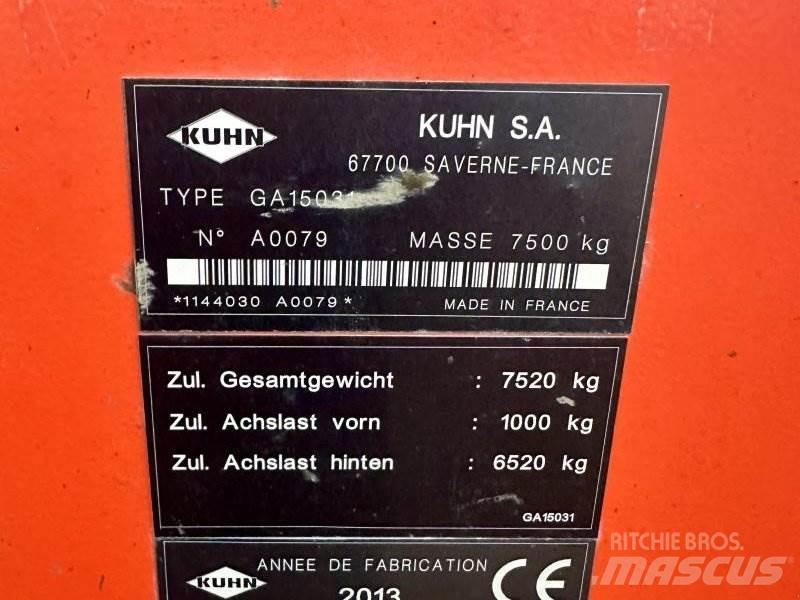 KUHN
KUHN S.A.
67700 SAVERNE-FRANCE
TYPE GA15031
N° A0079 MASSE 7500 kg
*1144030 A0079* MADE IN FRANCE
Zul. Gesamtgewicht : 7520 kg
Zul. Achslast vorn : 1000 kg
Zul. Achslast hinten : 6520 kg
GA15031
KUHN
ANNEE DE FABRICATION
2013
CE
RITCHIE BROS.
MASCUS